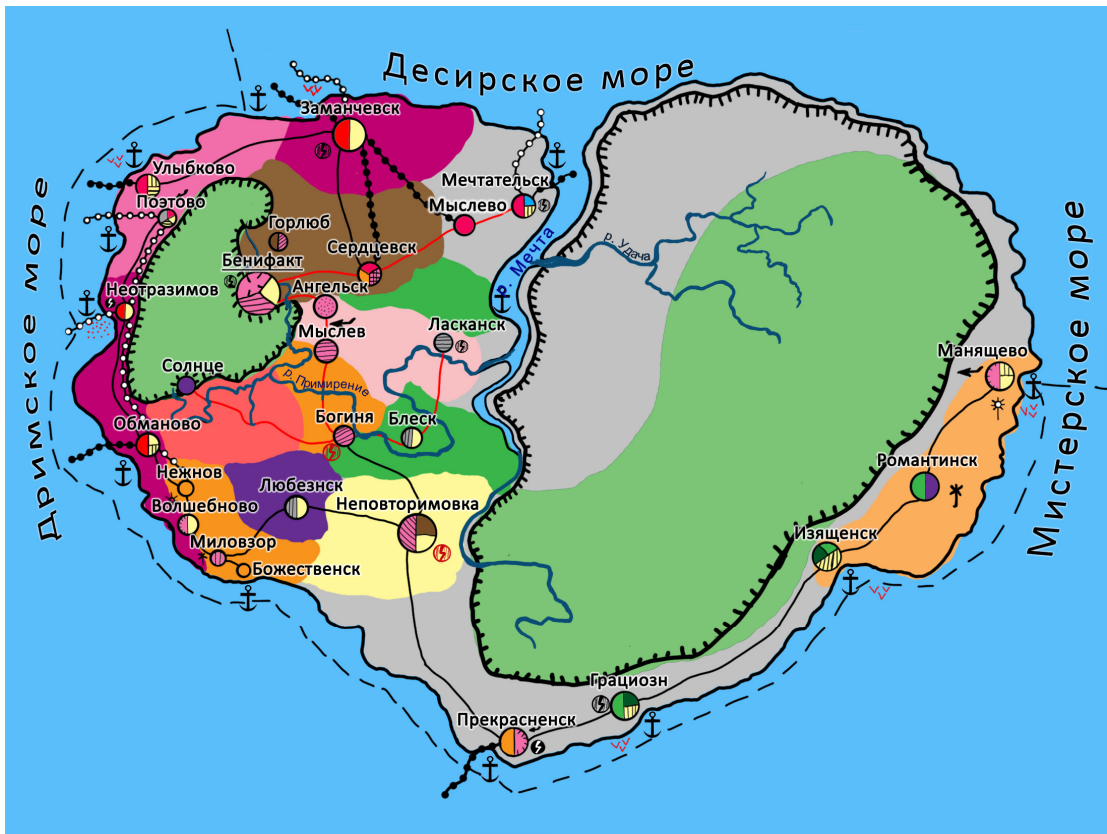 Десирское море
Заманчевск
Улыбково
Поэтово
Мечтательск
Мыслево
Горлюб
Сердцевск
Бенифакт
р. Мечта
р. Удача
Дримское море
Неотразимов
Ангельск
Мыслев
Ласканск
Мистерское море
Манящево
Солнце
р. Примирение
Обманово
Богиня
Блеск
Нежнов
Любезнск
Романтинск
Волшебново
Неповторимовка
Миловзор
Изященск
Божественск
Грациозн
Прекрасненск